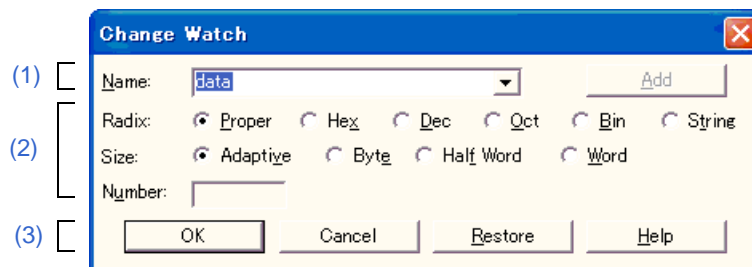 Change Watch
(1) Name: data Add
(2) Radix: Proper Hex Dec Oct Bin String
Size: Adaptive Byte Half Word Word
Number:
(3) OK Cancel Restore Help